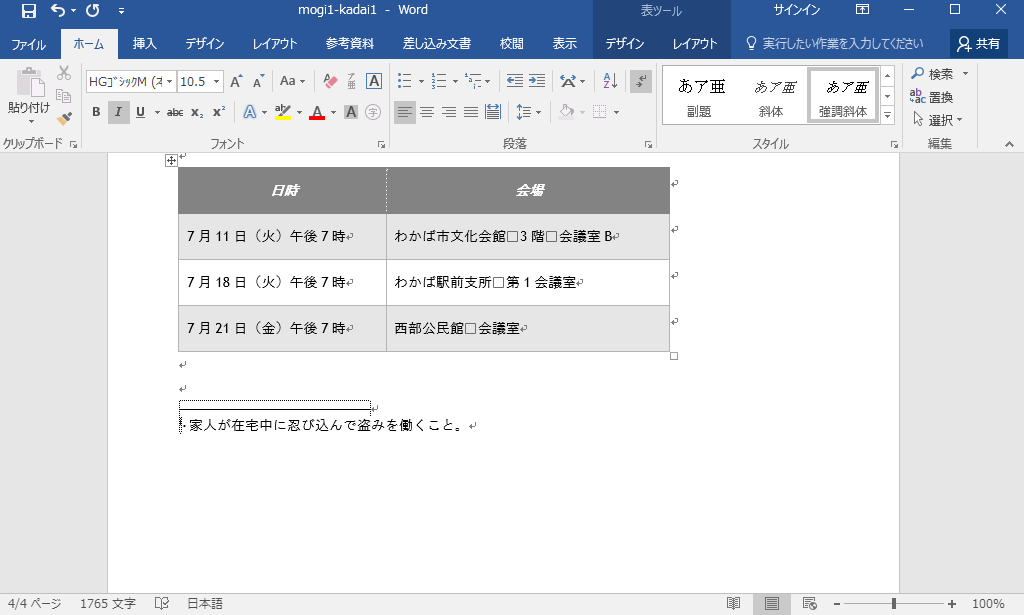 mogi1-kadai1 - Word
表ツール
サインイン
ファイル ホーム 挿入 デザイン レイアウト 参考資料 差し込み文書 校閲 表示 デザイン レイアウト 実行したい作業を入力してください 共有
貼り付け
HGｺﾞｼｯｸM (ｵ 10.5
B I U abc x₂ x²
クリップボード フォント 段落 スタイル 編集
あア亜 あア亜 あア亜
副題 斜体 強調斜体
検索
置換
選択
日時 会場
7月11日（火）午後7時 わかば市文化会館□3階□会議室B
7月18日（火）午後7時 わかば駅前支所□第1会議室
7月21日（金）午後7時 西部公民館□会議室
家人が在宅中に忍び込んで盗みを働くこと。
4/4 ページ 1765 文字 日本語 100%